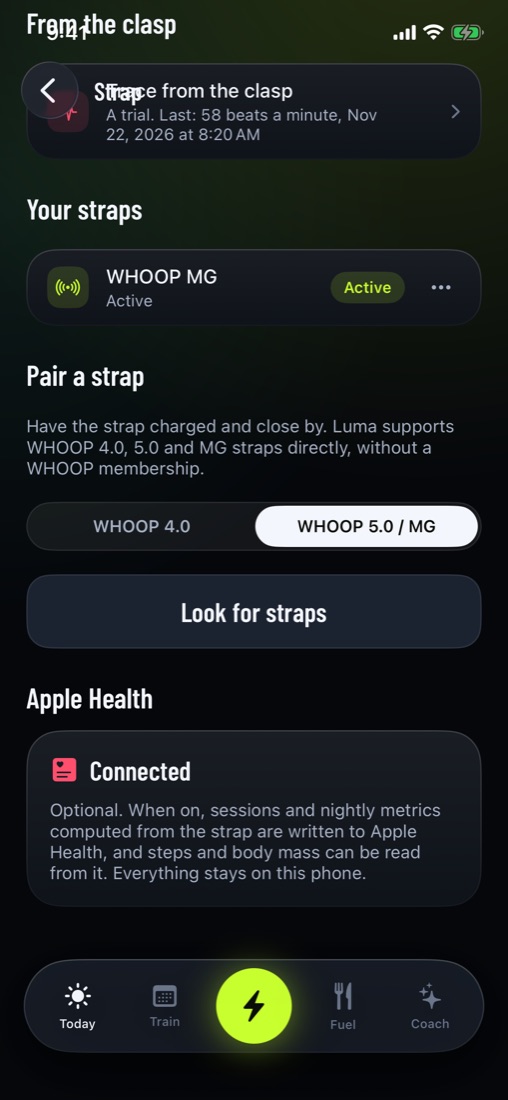 From the clasp
9:41
Strap
Trace from the clasp
A trial. Last: 58 beats a minute, Nov
22, 2026 at 8:20 AM
Your straps
WHOOP MG
Active
Active
Pair a strap
Have the strap charged and close by. Luma supports
WHOOP 4.0, 5.0 and MG straps directly, without a
WHOOP membership.
WHOOP 4.0
WHOOP 5.0 / MG
Look for straps
Apple Health
Connected
Optional. When on, sessions and nightly metrics
computed from the strap are written to Apple
Health, and steps and body mass can be read
from it. Everything stays on this phone.
Today
Train
Fuel
Coach